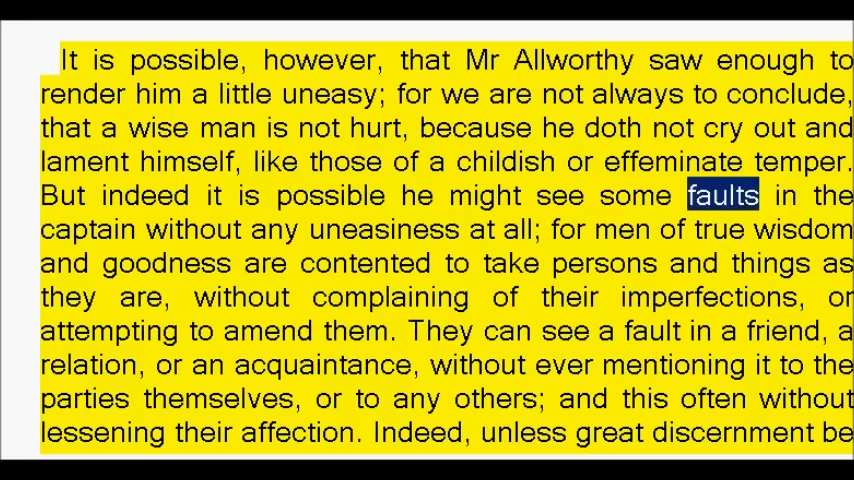 It is possible, however, that Mr Allworthy saw enough to
render him a little uneasy; for we are not always to conclude,
that a wise man is not hurt, because he doth not cry out and
lament himself, like those of a childish or effeminate temper.
But indeed it is possible he might see some faults in the
captain without any uneasiness at all; for men of true wisdom
and goodness are contented to take persons and things as
they are, without complaining of their imperfections, or
attempting to amend them. They can see a fault in a friend, a
relation, or an acquaintance, without ever mentioning it to the
parties themselves, or to any others; and this often without
lessening their affection. Indeed, unless great discernment be